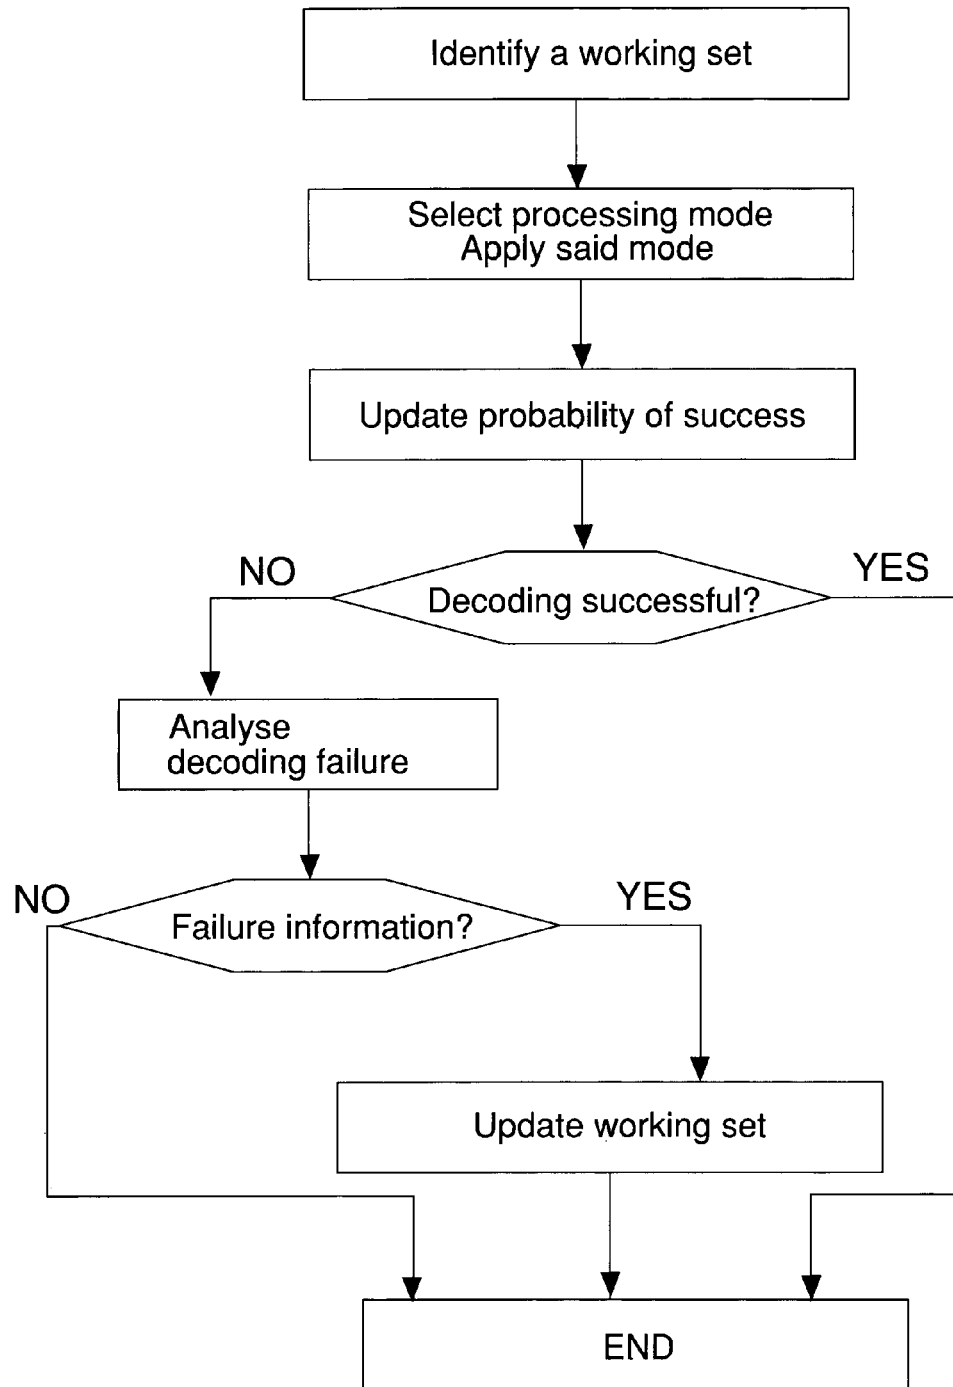 Identify a working set
Select processing mode
Apply said mode
Update probability of success
NO
YES
Decoding successful?
Analyse
decoding failure
NO
YES
Failure information?
Update working set
END